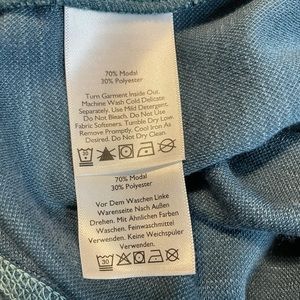 70% Modal
30% Polyester
Turn Garment Inside Out.
Machine Wash Cold Delicate
Separately. Use Mild Detergent.
Do Not Bleach. Do Not Use
Fabric Softeners. Tumble Dry Low.
Remove Promptly. Cool Iron As
Desired. Do Not Dry Clean.
70% Modal
30% Polyester
Vor Dem Waschen Linke
Warenseite Nach Außen
Drehen. Mit Ähnlichen Farben
Waschen. Feinwaschmittel
Verwenden. Keine Weichspüler
Verwenden.
30